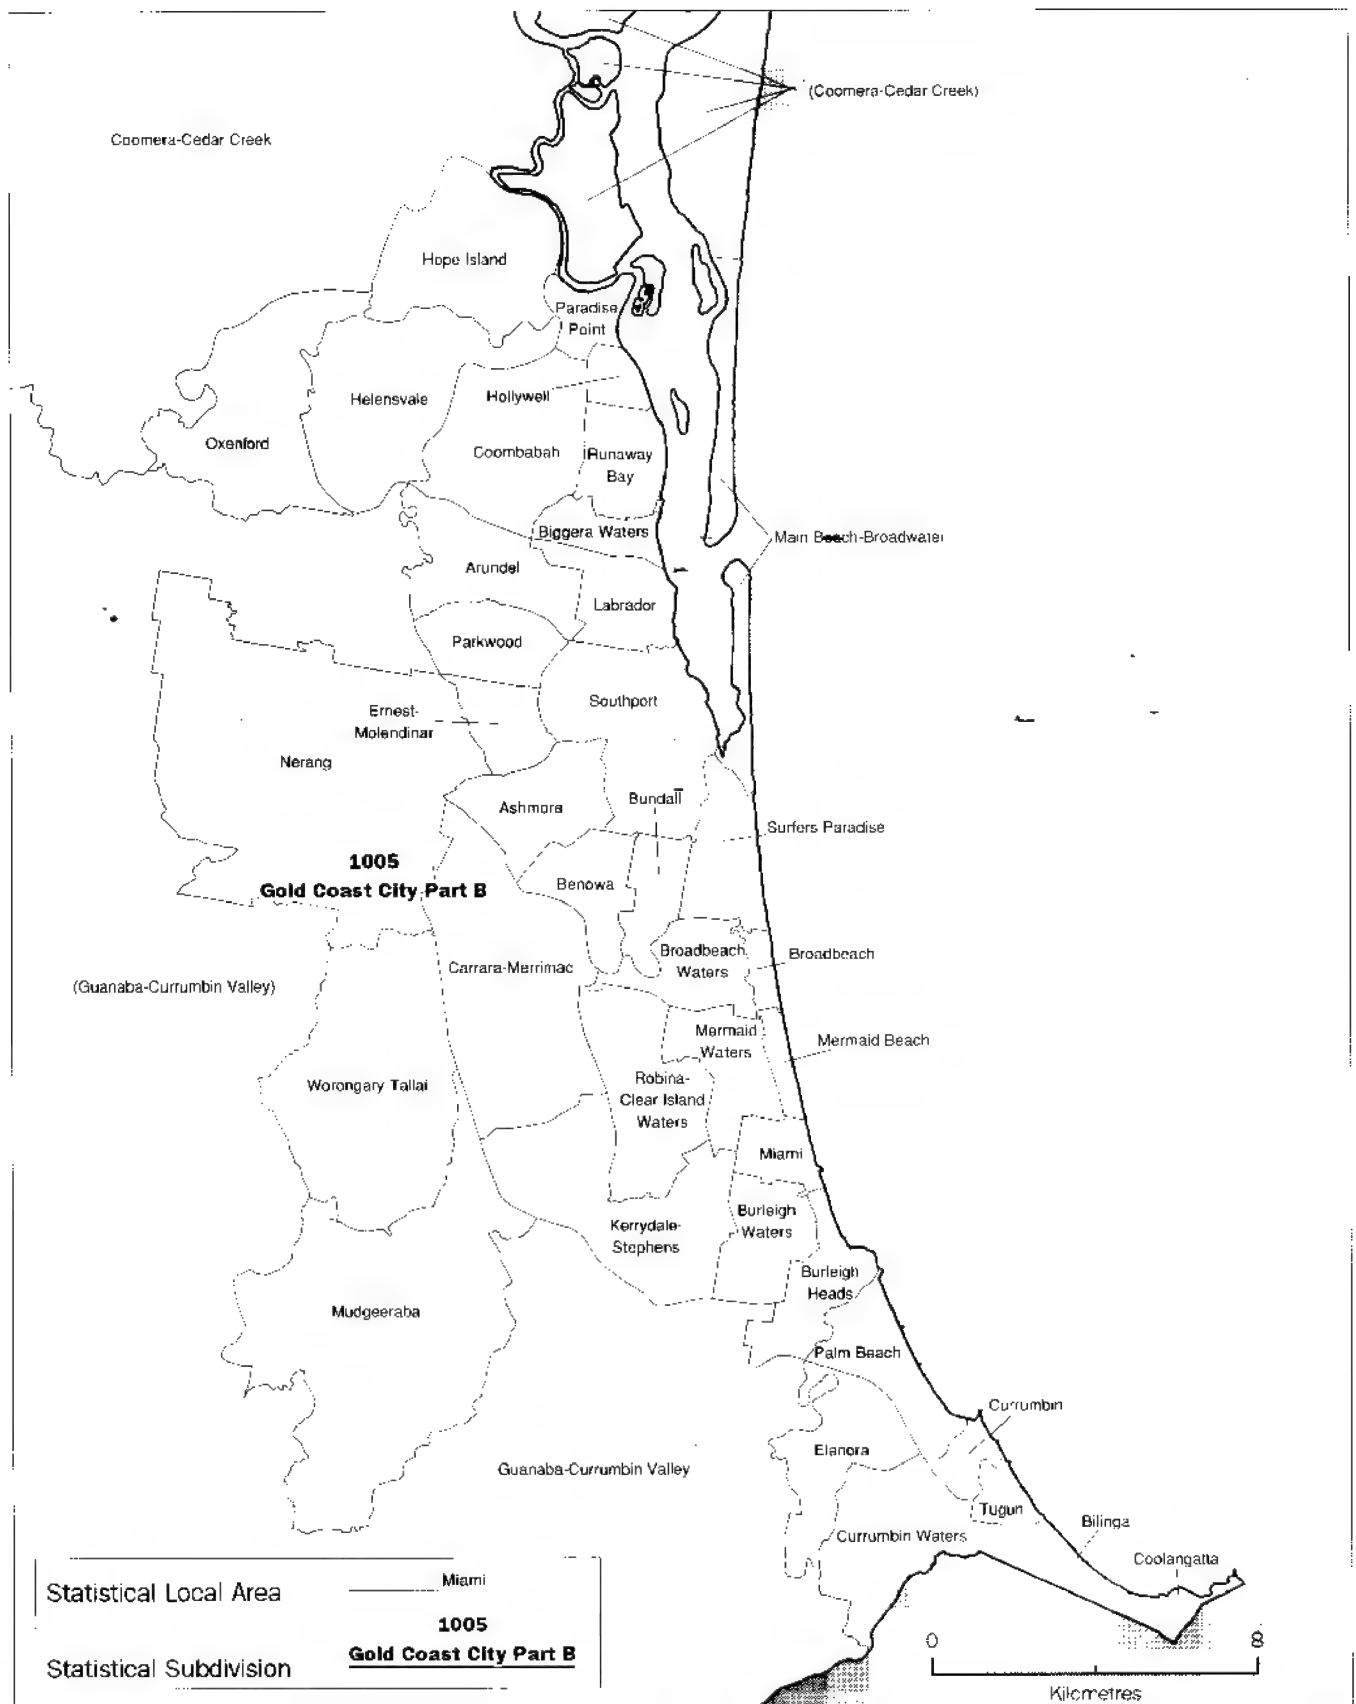 (Coomera-Cedar Creek)
Coomera-Cedar Creek
Hope Island
Paradise
Point
Hollywell
Helensvale
Oxenford
Coombabah
Runaway
Bay
Biggera Waters
Main Beach-Broadwater
Arundel
Labrador
Parkwood
Southport
Ernest-
Molendinar
Nerang
Ashmore
Bundall
Surfers Paradise
1005
Gold Coast City Part B
Benowa
Broadbeach
Waters
Broadbeach
Carrara-Merrimac
(Guanaba-Currumbin Valley)
Mermaid
Waters
Mermaid Beach
Worongary Tallai
Robina-
Clear Island
Waters
Miami
Burleigh
Waters
Kerrydale-
Stephens
Burleigh
Heads
Mudgeeraba
Palm Beach
Currumbin
Elanora
Guanaba-Currumbin Valley
Tugun
Bilinga
Currumbin Waters
Coolangatta
Statistical Local Area
Miami
1005
Gold Coast City Part B
Statistical Subdivision
0 8
Kilometres